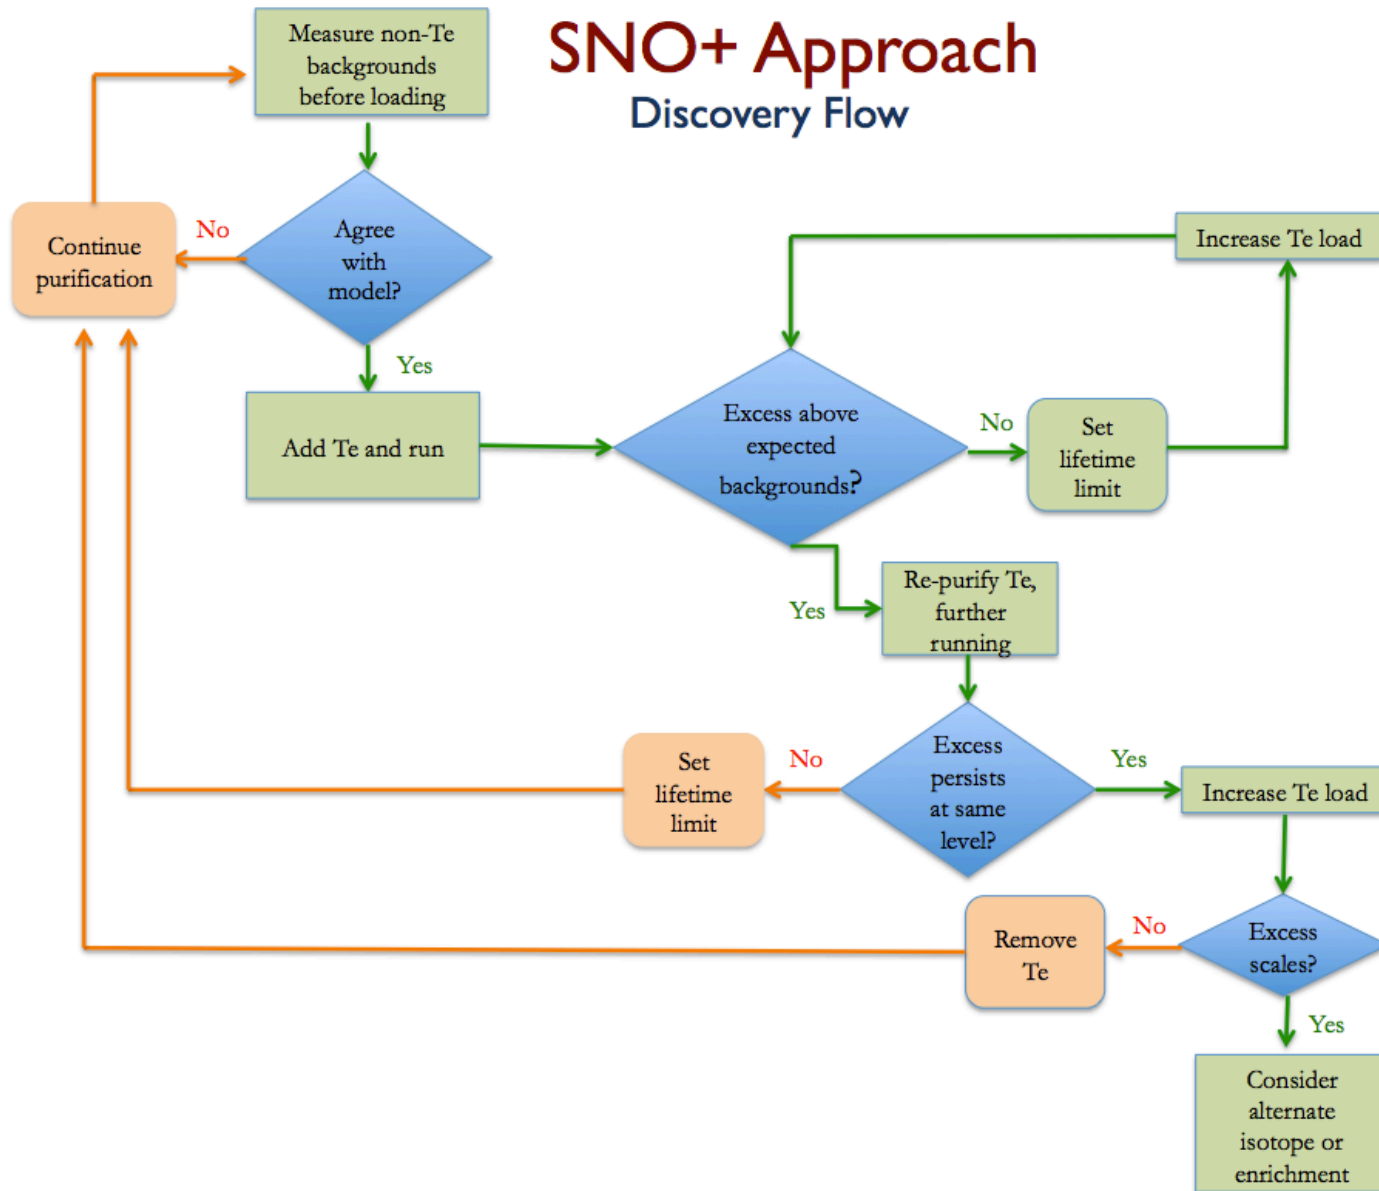 SNO+ Approach
Discovery Flow
Measure non-Te
backgrounds
before loading
Agree
with
model?
No
Continue
purification
Yes
Add Te and run
Excess above
expected
backgrounds?
No
Set
lifetime
limit
Increase Te load
Yes
Re-purify Te,
further
running
Excess
persists
at same
level?
No
Set
lifetime
limit
Yes
Increase Te load
Excess
scales?
No
Remove
Te
Yes
Consider
alternate
isotope or
enrichment